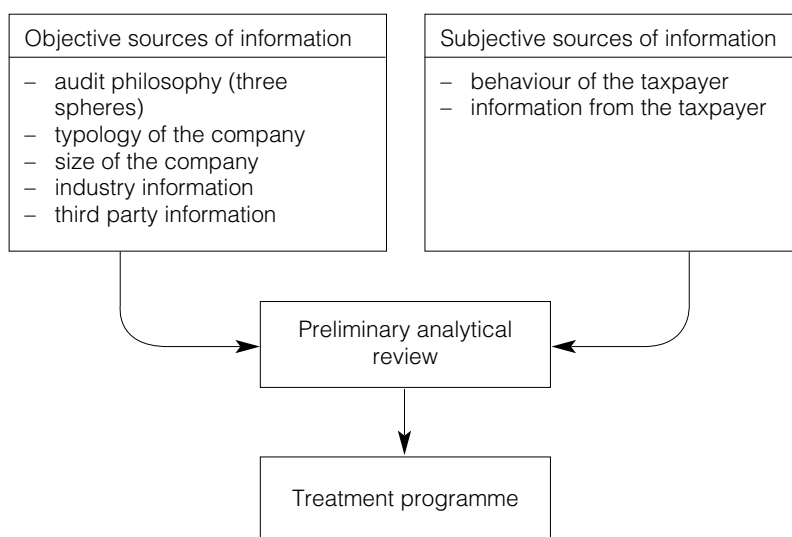 Objective sources of information
– audit philosophy (three
spheres)
– typology of the company
– size of the company
– industry information
– third party information
Subjective sources of information
– behaviour of the taxpayer
– information from the taxpayer
Preliminary analytical
review
Treatment programme